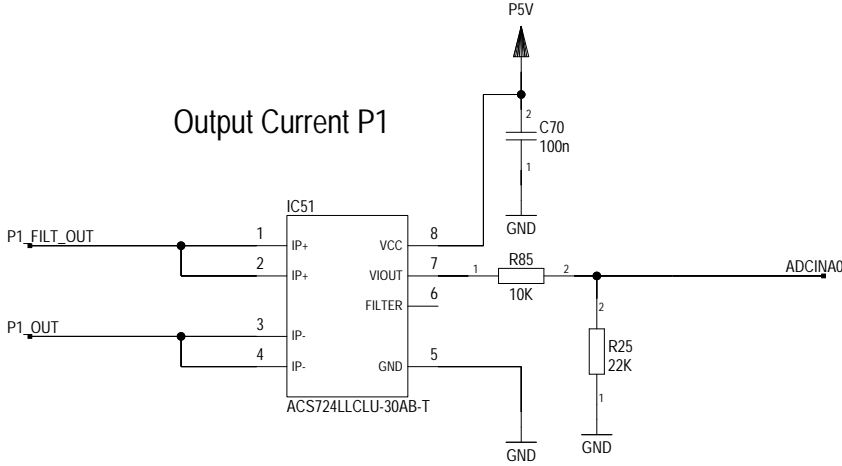 P5V
Output Current P1
2
C70
100n
1
GND
IC51
P1_FILT_OUT
1
IP+
VCC
8
2
IP+
VIOUT
7
1
R85
10K
2
ADCINA0
FILTER
6
P1_OUT
3
IP-
4
IP-
GND
5
2
R25
22K
1
ACS724LLCLU-30AB-T
GND
GND